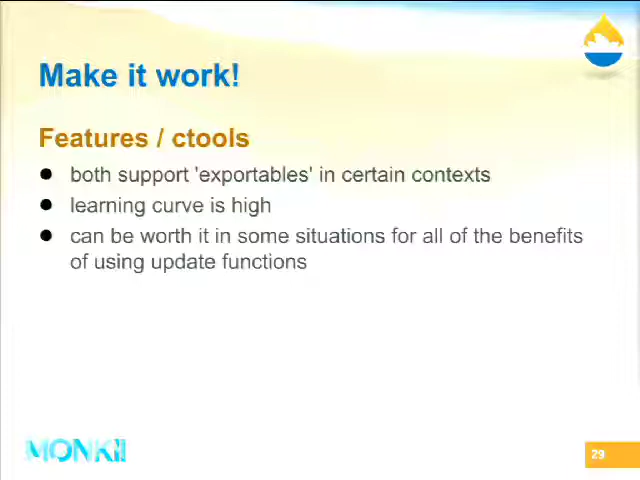 Make it work!
Features / ctools
both support 'exportables' in certain contexts
learning curve is high
can be worth it in some situations for all of the benefits
of using update functions
MONKii
29